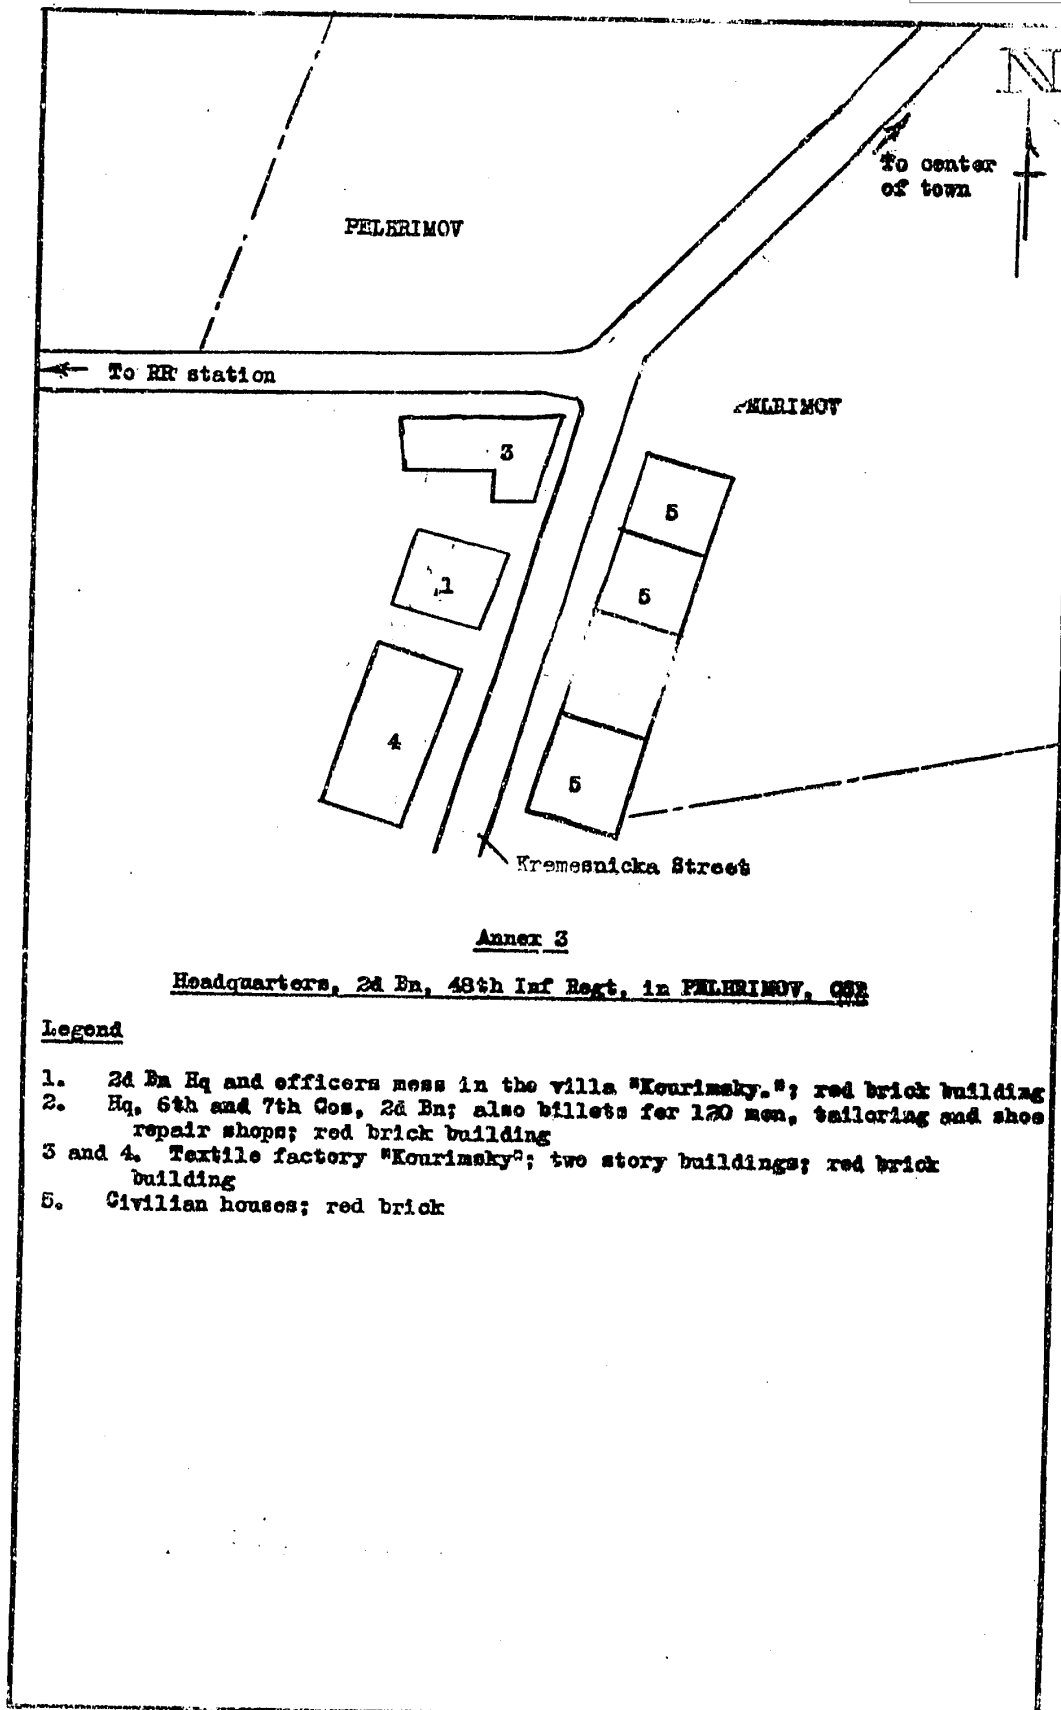 N
To center
of town
PELHRIMOV
To RR station
PELHRIMOV
3
5
1
5
4
5
Kremesnicka Street
Annex 3
Headquarters, 2d Bn, 48th Inf Regt, in PELHRIMOV, CSR
Legend
1. 2d Bn Hq and officers mess in the villa "Kourimsky."; red brick building
2. Hq, 6th and 7th Cos, 2d Bn; also billets for 120 men, tailoring and shoe
repair shops; red brick building
3 and 4. Textile factory "Kourimsky"; two story buildings; red brick
building
5. Civilian houses; red brick